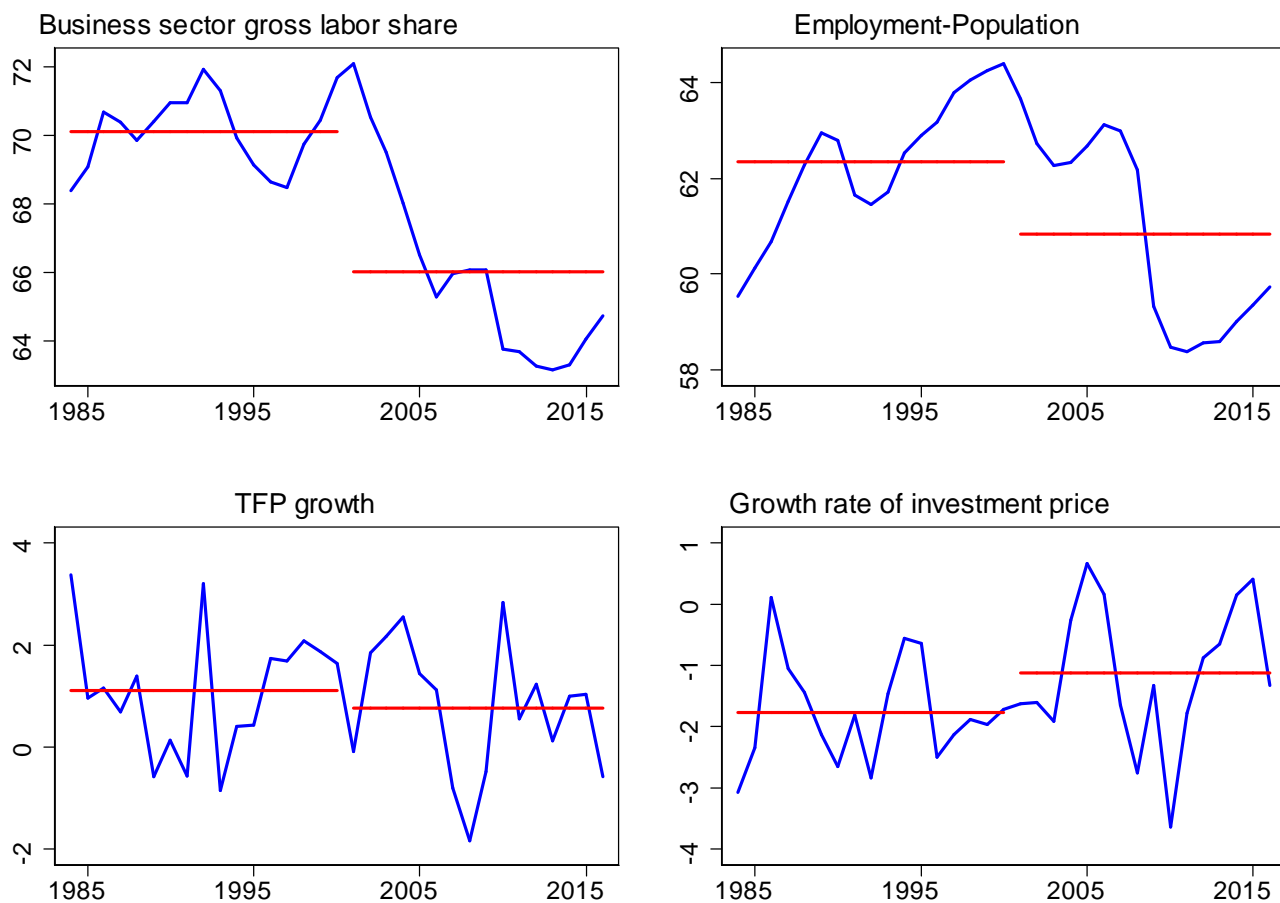 Business sector gross labor share
72
70
68
66
64
1985 1995 2005 2015
Employment-Population
64
62
60
58
1985 1995 2005 2015
TFP growth
4
2
0
-2
1985 1995 2005 2015
Growth rate of investment price
1
0
-1
-2
-3
-4
1985 1995 2005 2015